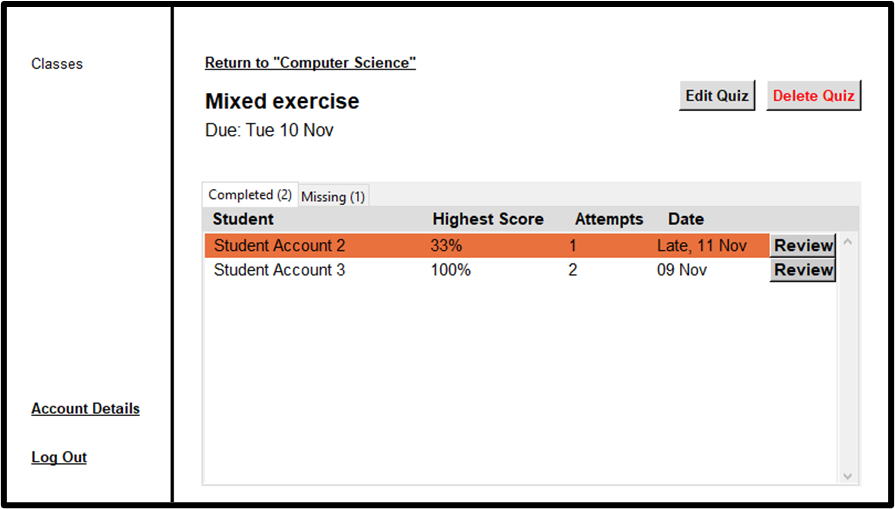 Classes
Return to "Computer Science"
Mixed exercise
Due: Tue 10 Nov
Edit Quiz Delete Quiz
Completed (2) Missing (1)
Student Highest Score Attempts Date
Student Account 2 33% 1 Late, 11 Nov Review
Student Account 3 100% 2 09 Nov Review
Account Details
Log Out